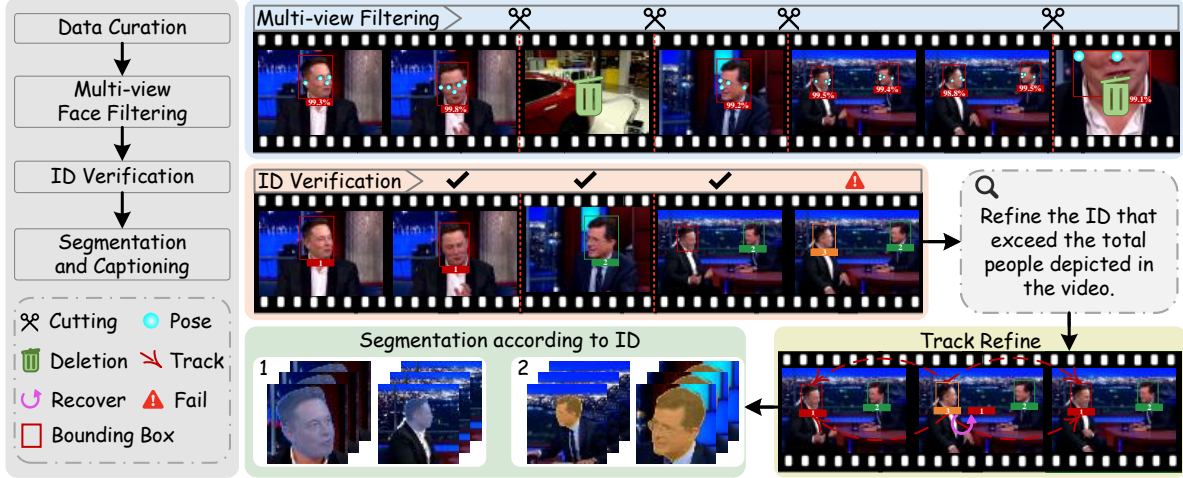 Data Curation
Multi-view
Face Filtering
ID Verification
Segmentation
and Captioning
Cutting
Pose
Deletion
Track
Recover
Fail
Bounding Box
Multi-view Filtering
99.3%
99.8%
99.2%
99.5%
99.4%
98.8%
99.5%
99.1%
ID Verification
1
1
2
2
3
2
Refine the ID that
exceed the total
people depicted in
the video.
Track Refine
1
2
3
1
2
1
2
Segmentation according to ID
1
2